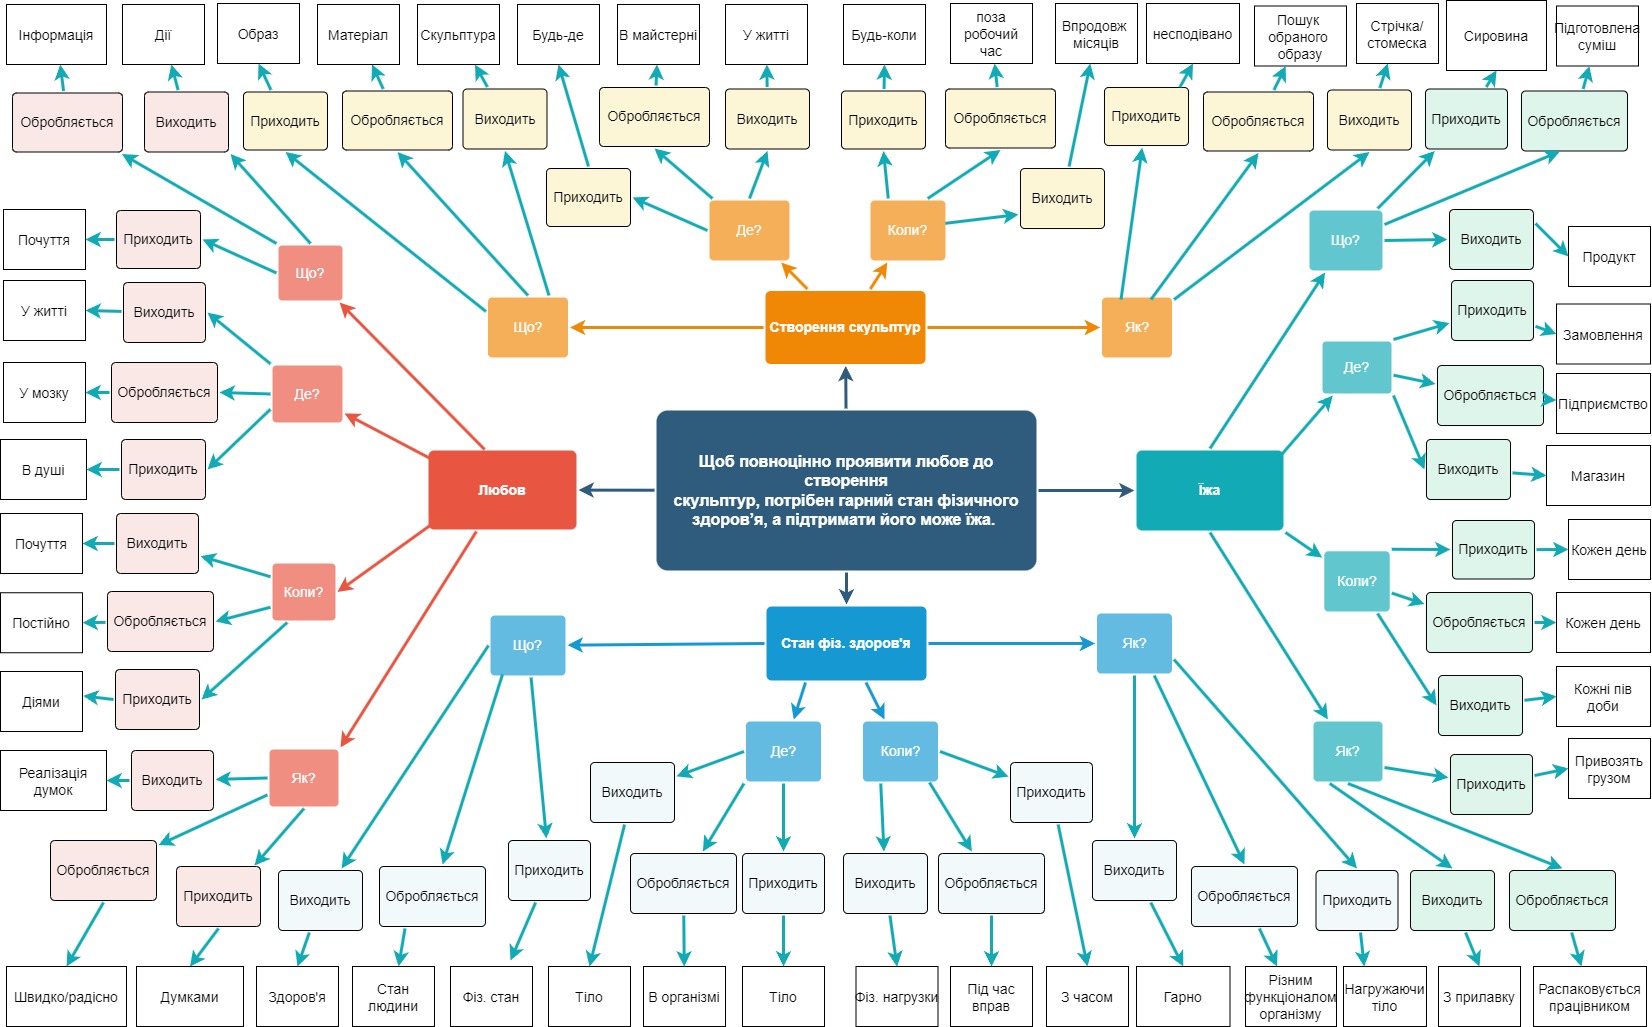 Інформація
Дії
Образ
Матеріал
Скульптура
Будь-де
В майстерні
У житті
Будь-коли
поза
робочий
час
Впродовж
місяців
несподівано
Пошук
обраного
образу
Стрічка/
стомеска
Сировина
Підготовлена
суміш
Обробляється
Виходить
Приходить
Обробляється
Виходить
Обробляється
Виходить
Приходить
Обробляється
Приходить
Обробляється
Виходить
Приходить
Обробляється
Приходить
Виходить
Почуття
Приходить
Що?
Де?
Коли?
Що?
Виходить
Продукт
У житті
Виходить
Що?
Створення скульптур
Як?
Приходить
Замовлення
У мозку
Обробляється
Де?
Де?
Обробляється
Підприємство
В душі
Приходить
Любов
Щоб повноцінно проявити любов до
створення
скульптур, потрібен гарний стан фізичного
здоров’я, а підтримати його може їжа.
Їжа
Виходить
Магазин
Почуття
Виходить
Коли?
Коли?
Приходить
Кожен день
Постійно
Обробляється
Обробляється
Кожен день
Діями
Приходить
Що?
Стан фіз. здоров'я
Як?
Виходить
Кожні пів
доби
Реалізація
думок
Виходить
Як?
Де?
Коли?
Як?
Приходить
Привозять
грузом
Виходить
Приходить
Обробляється
Приходить
Виходить
Обробляється
Приходить
Виходить
Обробляється
Приходить
Виходить
Обробляється
Виходить
Обробляється
Приходить
Виходить
Обробляється
Швидко/радісно
Думками
Здоров'я
Стан
людини
Фіз. стан
Тіло
В організмі
Тіло
Фіз. нагрузки
Під час
вправ
З часом
Гарно
Різним
функціоналом
організму
Нагружаючи
тіло
З прилавку
Распаковується
працівником